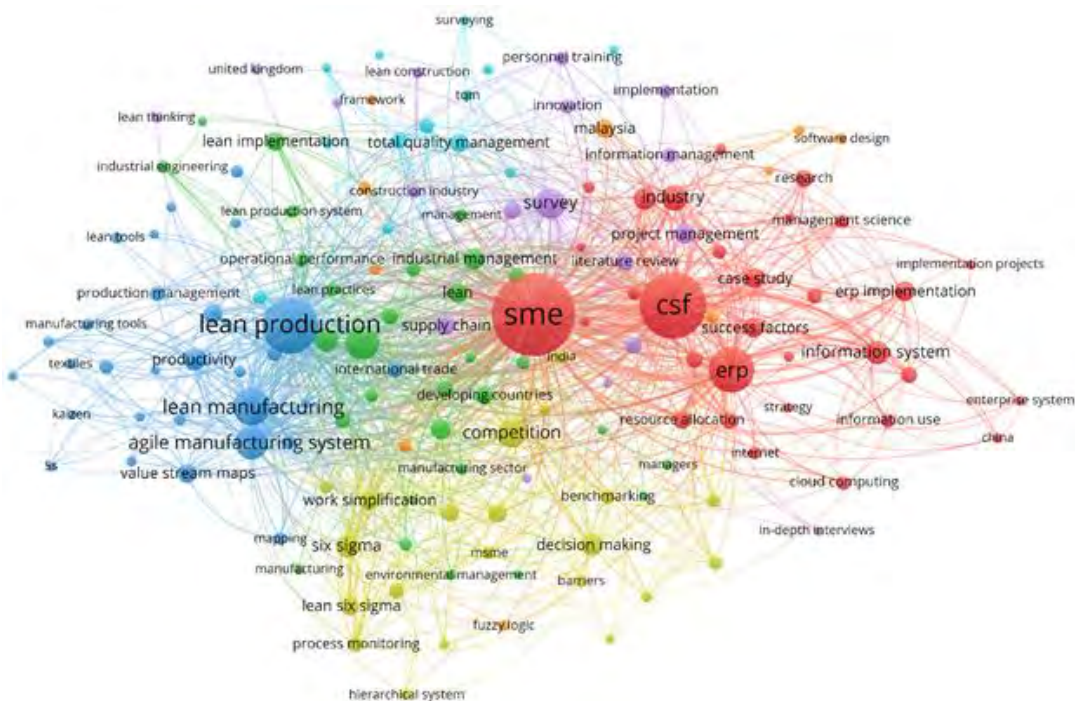 surveying
personnel training
united kingdom
lean construction
implementation
framework
tqm
innovation
lean thinking
malaysia
software design
lean implementation
total quality management
information management
industrial engineering
research
construction industry
industry
survey
lean production system
management
management science
project management
lean tools
operational performance
industrial management
literature review
implementation projects
case study
production management
lean practices
lean
erp implementation
csf
sme
lean production
supply chain
success factors
manufacturing tools
information system
productivity
india
textiles
international trade
erp
developing countries
enterprise system
lean manufacturing
strategy
kaizen
resource allocation
information use
competition
agile manufacturing system
china
internet
5s
value stream maps
manufacturing sector
managers
cloud computing
work simplification
benchmarking
in-depth interviews
mapping
six sigma
decision making
msme
manufacturing
environmental management
barriers
lean six sigma
fuzzy logic
process monitoring
hierarchical system